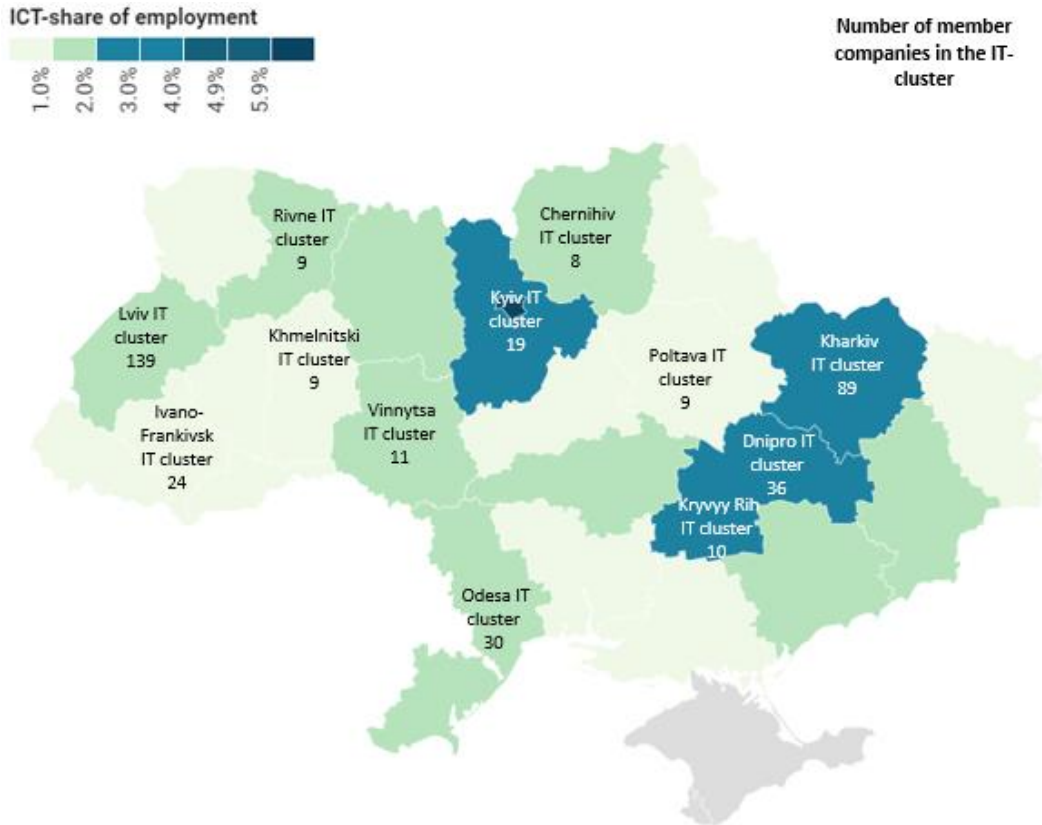 ICT-share of employment
1.0%
2.0%
3.0%
4.0%
4.9%
5.9%
Number of member
companies in the IT-
cluster
Rivne IT
cluster
9
Chernihiv
IT cluster
8
Kyiv IT
cluster
19
Lviv IT
cluster
139
Khmelnitski
IT cluster
9
Kharkiv
IT cluster
89
Poltava IT
cluster
9
Ivano-
Frankivsk
IT cluster
24
Vinnytsa
IT cluster
11
Dnipro IT
cluster
36
Kryvyy Rih
IT cluster
10
Odesa IT
cluster
30